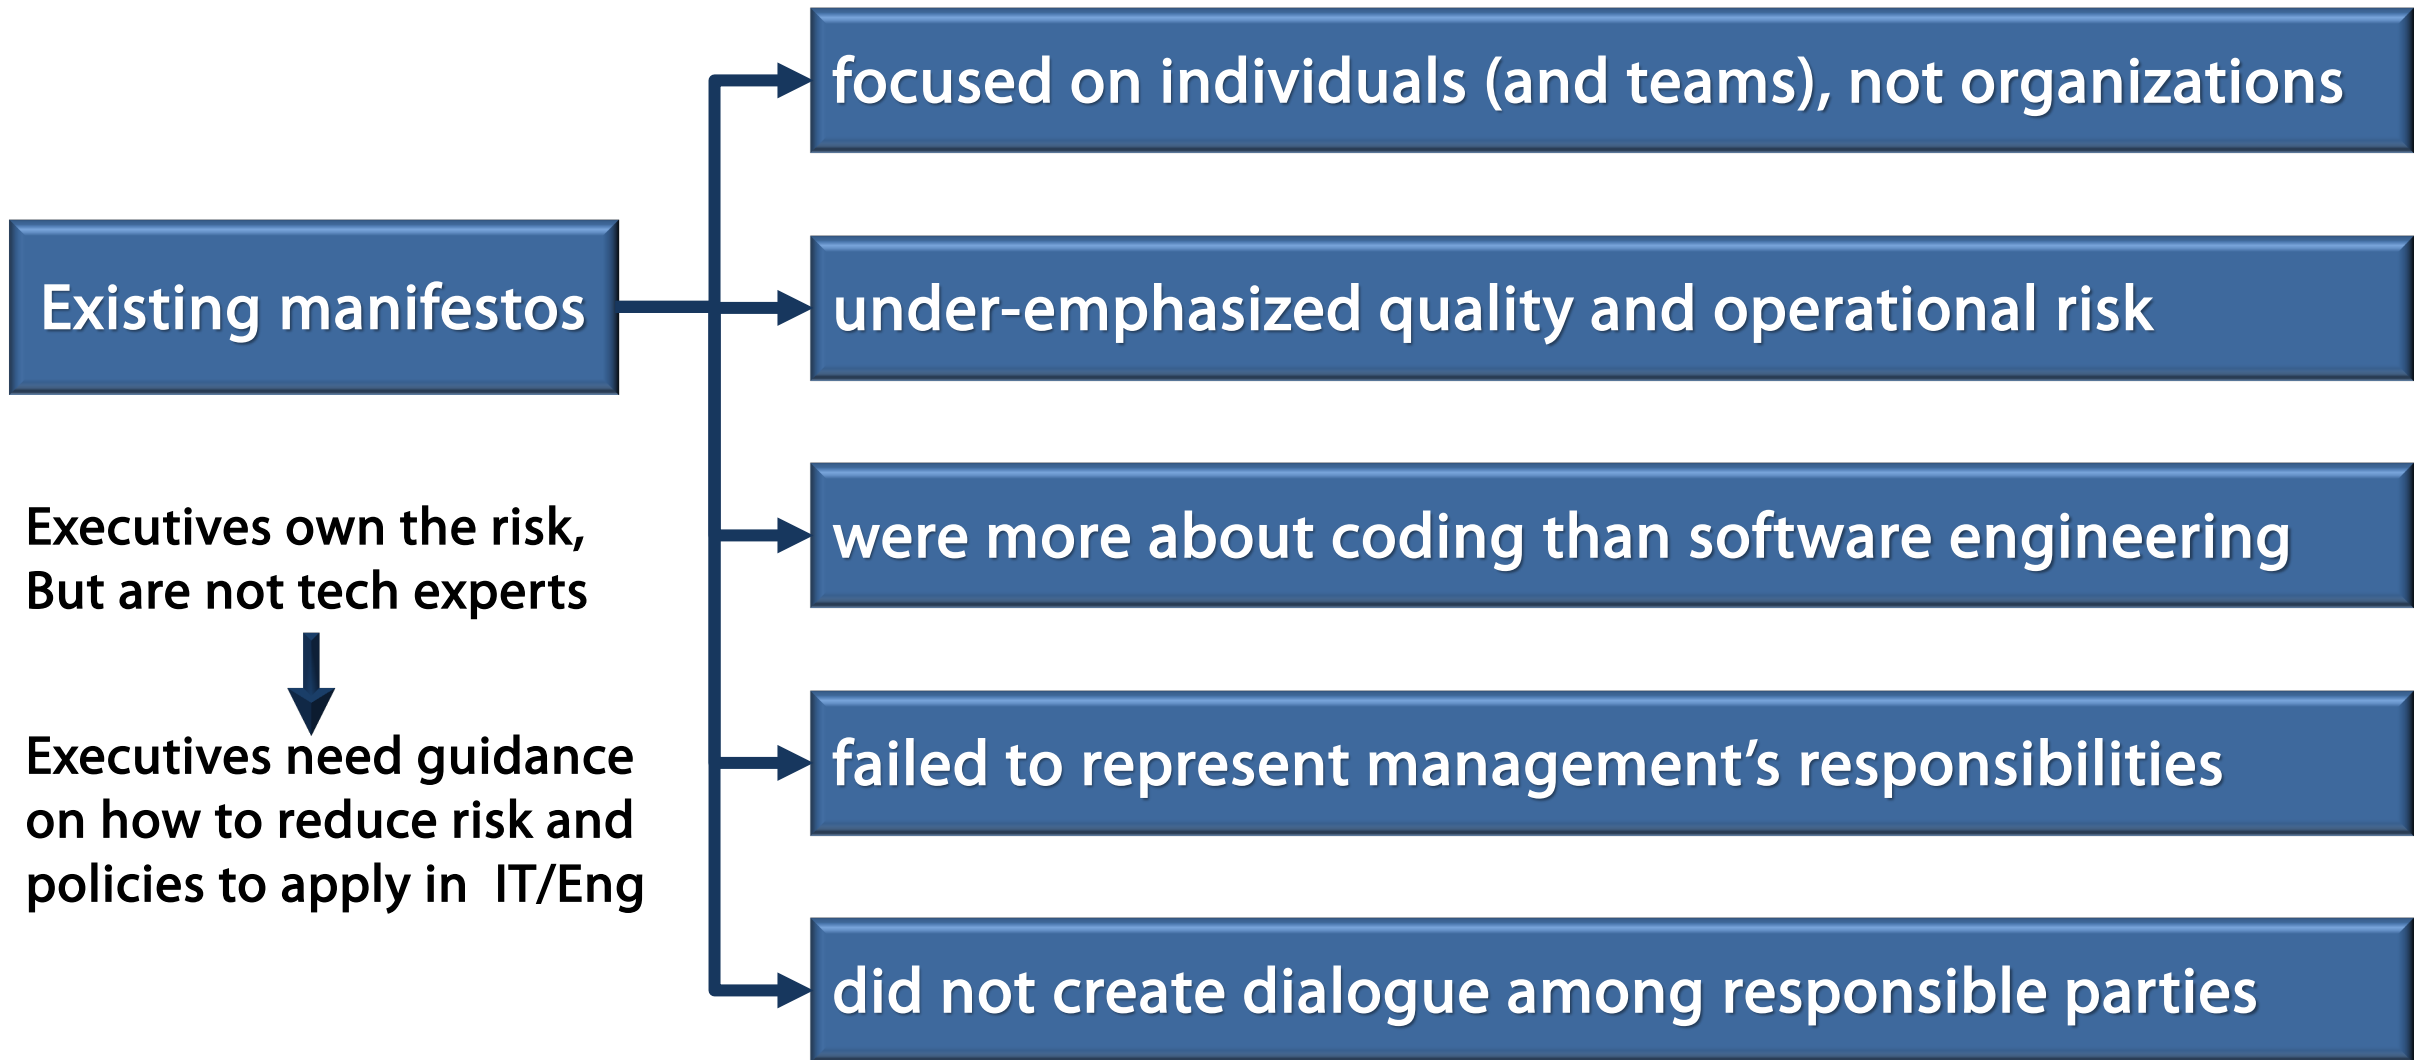 Existing manifestos
focused on individuals (and teams), not organizations
under-emphasized quality and operational risk
were more about coding than software engineering
failed to represent management’s responsibilities
did not create dialogue among responsible parties
Executives own the risk,
But are not tech experts
Executives need guidance
on how to reduce risk and
policies to apply in  IT/Eng